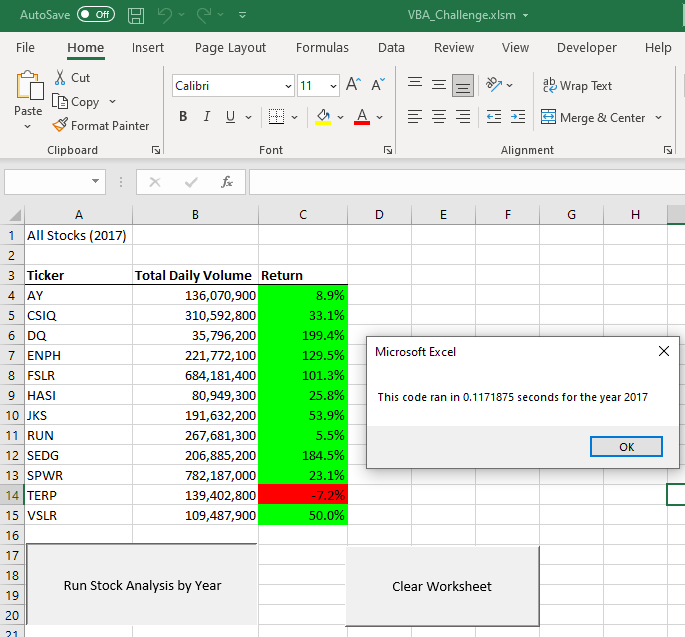 AutoSave Off VBA_Challenge.xlsm
File Home Insert Page Layout Formulas Data Review View Developer Help
Paste Cut Copy Format Painter
Calibri 11 A A
B I U A
Wrap Text
Merge & Center
Clipboard Font Alignment
fx
A B C D E F G H
1 All Stocks (2017)
2
3 Ticker Total Daily Volume Return
4 AY 136,070,900 8.9%
5 CSIQ 310,592,800 33.1%
6 DQ 35,796,200 199.4%
7 ENPH 221,772,100 129.5%
8 FSLR 684,181,400 101.3%
9 HASI 80,949,300 25.8%
10 JKS 191,632,200 53.9%
11 RUN 267,681,300 5.5%
12 SEDG 206,885,200 184.5%
13 SPWR 782,187,000 23.1%
14 TERP 139,402,800 -7.2%
15 VSLR 109,487,900 50.0%
16
17
18
19
20
21
Microsoft Excel
This code ran in 0.1171875 seconds for the year 2017
OK
Run Stock Analysis by Year
Clear Worksheet